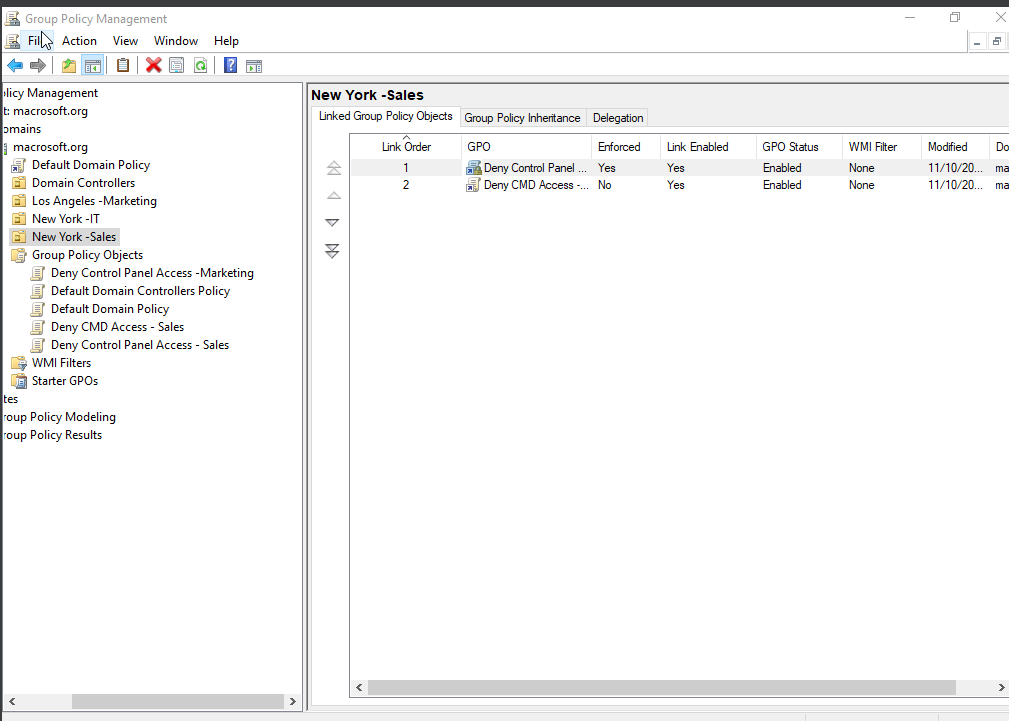 Group Policy Management
File Action View Window Help
olicy Management
t: macrosoft.org
omains
macrosoft.org
Default Domain Policy
Domain Controllers
Los Angeles -Marketing
New York -IT
New York -Sales
Group Policy Objects
Deny Control Panel Access -Marketing
Default Domain Controllers Policy
Default Domain Policy
Deny CMD Access - Sales
Deny Control Panel Access - Sales
WMI Filters
Starter GPOs
tes
roup Policy Modeling
roup Policy Results
New York -Sales
Linked Group Policy Objects Group Policy Inheritance Delegation
Link Order GPO Enforced Link Enabled GPO Status WMI Filter Modified Do
1 Deny Control Panel ... Yes Yes Enabled None 11/10/20... ma
2 Deny CMD Access -... No Yes Enabled None 11/10/20... ma